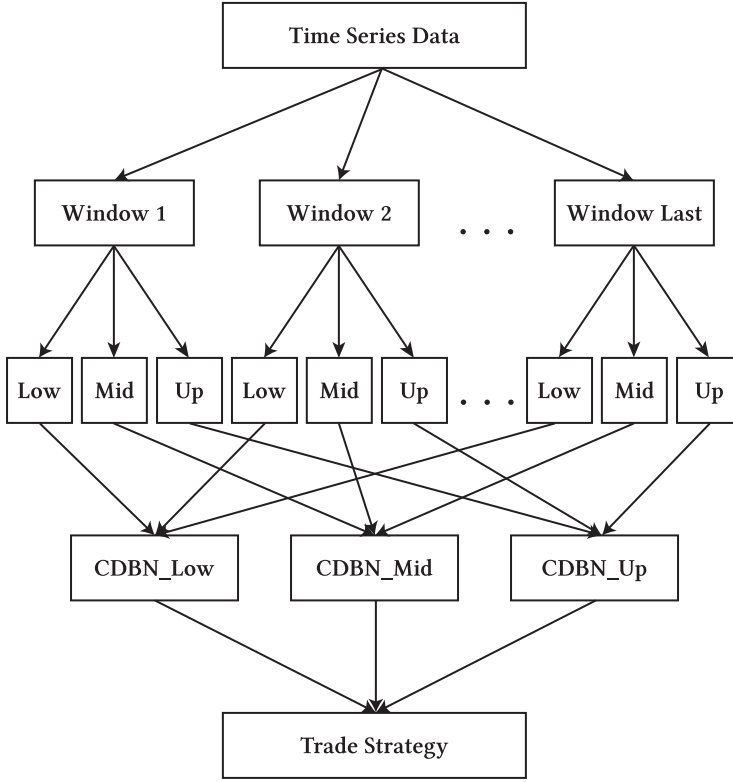 Time Series Data
Window 1
Window 2
. . .
Window Last
Low
Mid
Up
Low
Mid
Up
. . .
Low
Mid
Up
CDBN_Low
CDBN_Mid
CDBN_Up
Trade Strategy